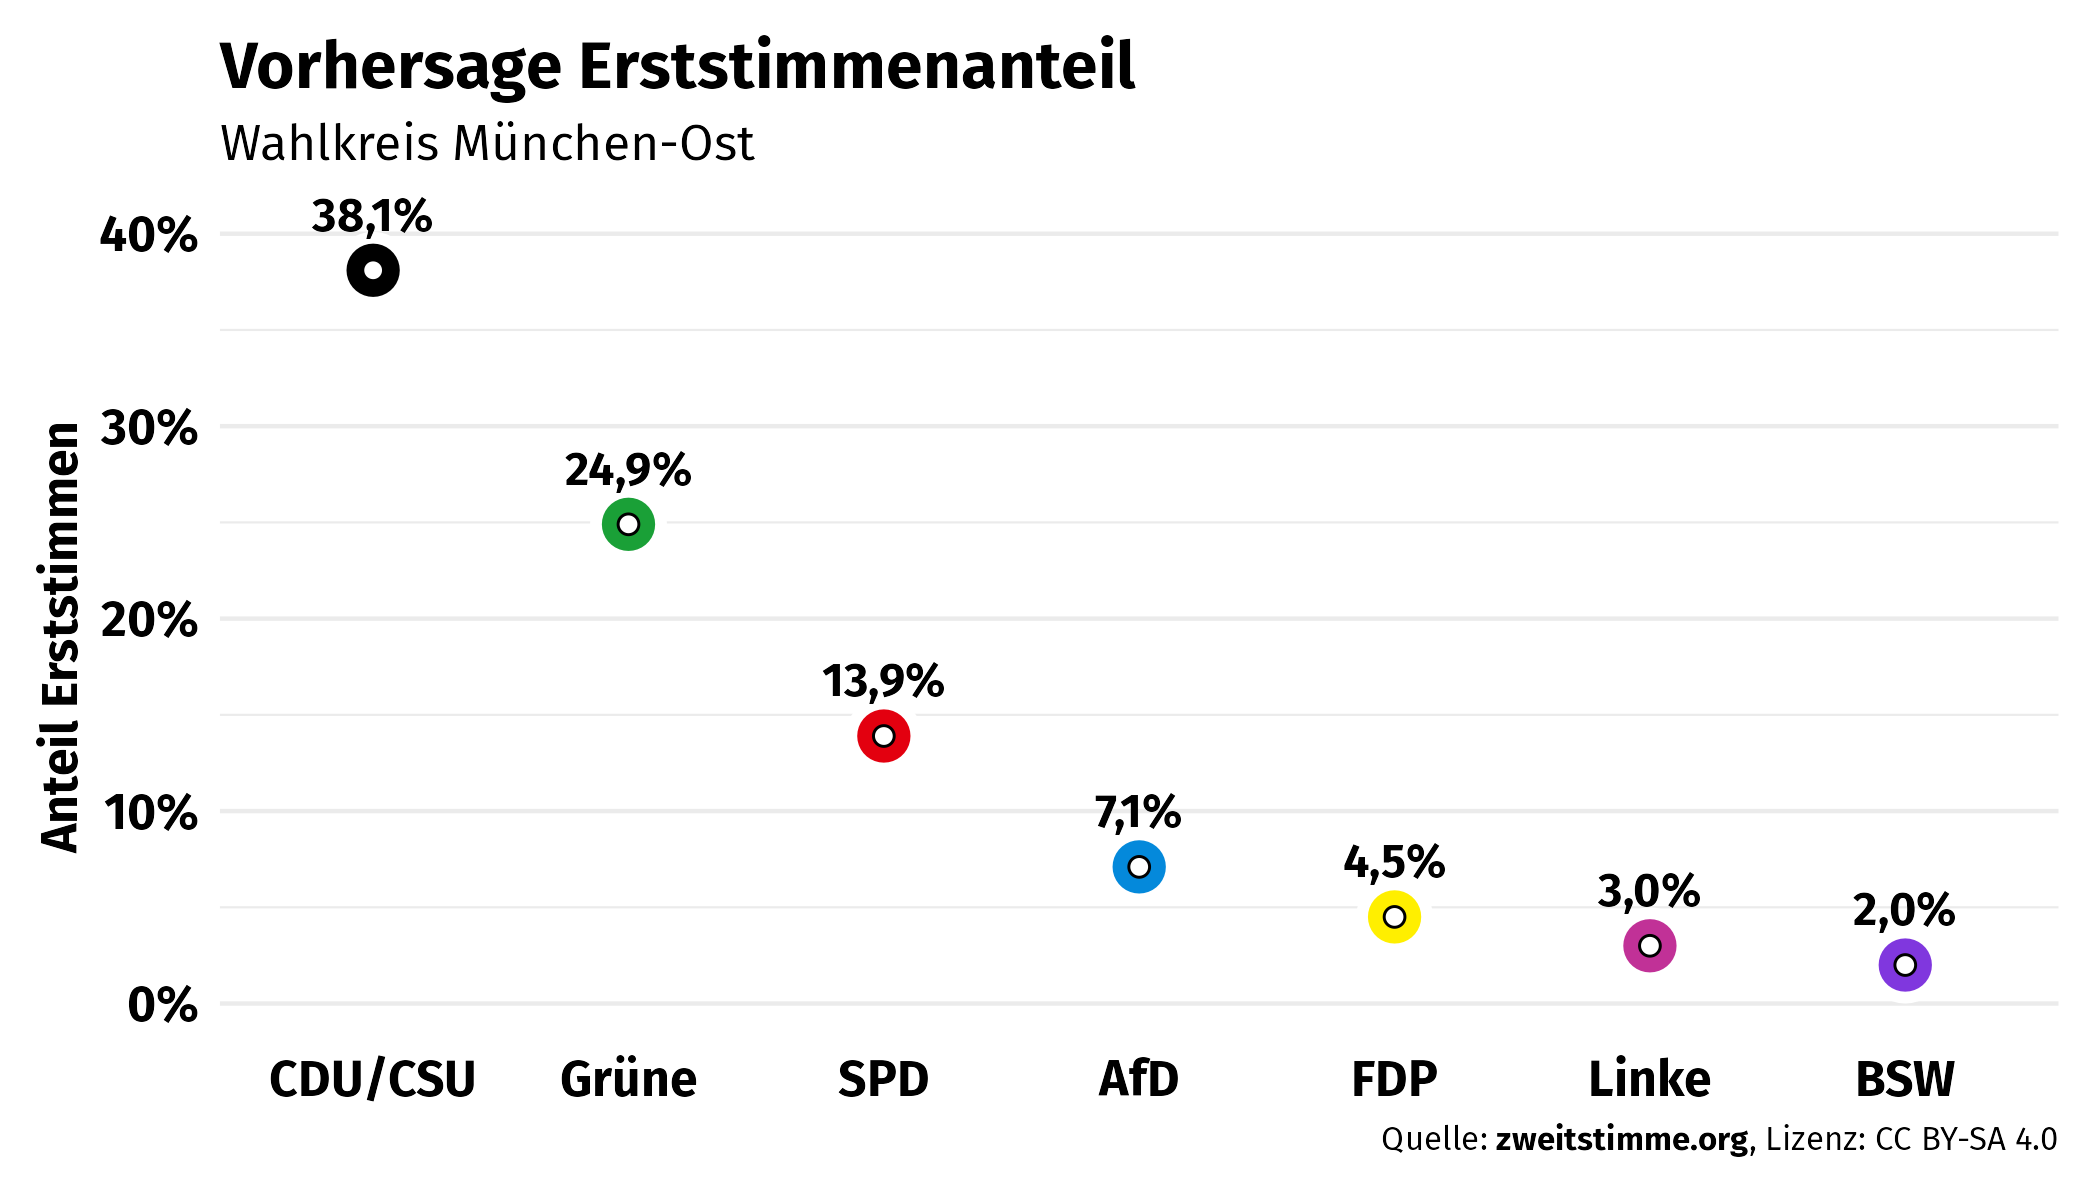 Vorhersage Erststimmenanteil
Wahlkreis München-Ost
Anteil Erststimmen
40%
30%
20%
10%
0%
38,1%
24,9%
13,9%
7,1%
4,5%
3,0%
2,0%
CDU/CSU Grüne SPD AfD FDP Linke BSW
Quelle: zweitstimme.org, Lizenz: CC BY-SA 4.0